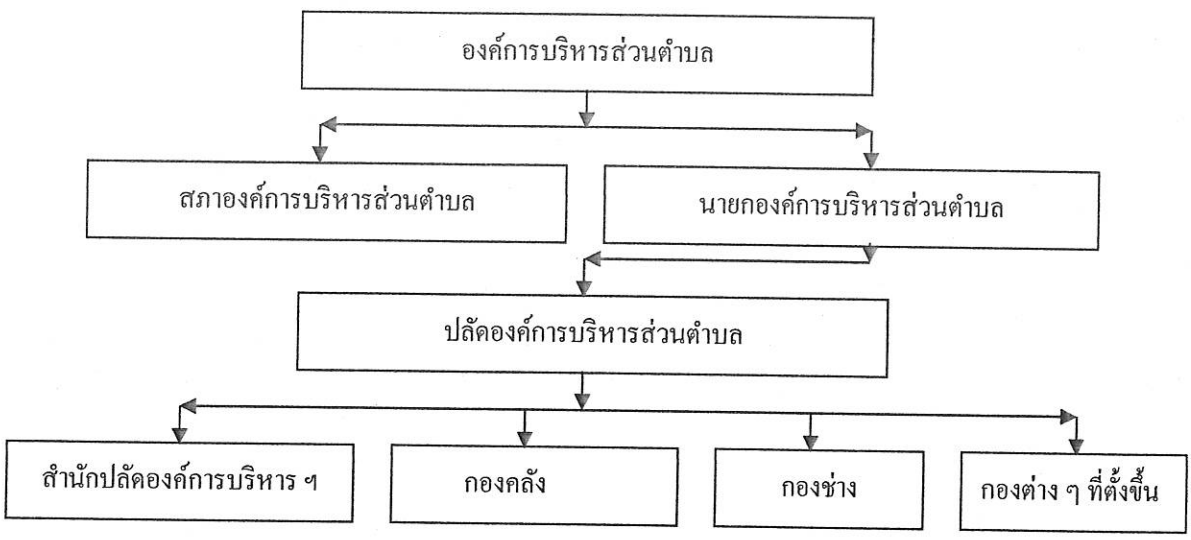 องค์การบริหารส่วนตำบล
สภาองค์การบริหารส่วนตำบล
นายกองค์การบริหารส่วนตำบล
ปลัดองค์การบริหารส่วนตำบล
สำนักปลัดองค์การบริหาร ฯ
กองคลัง
กองช่าง
กองต่าง ๆ ที่ตั้งขึ้น